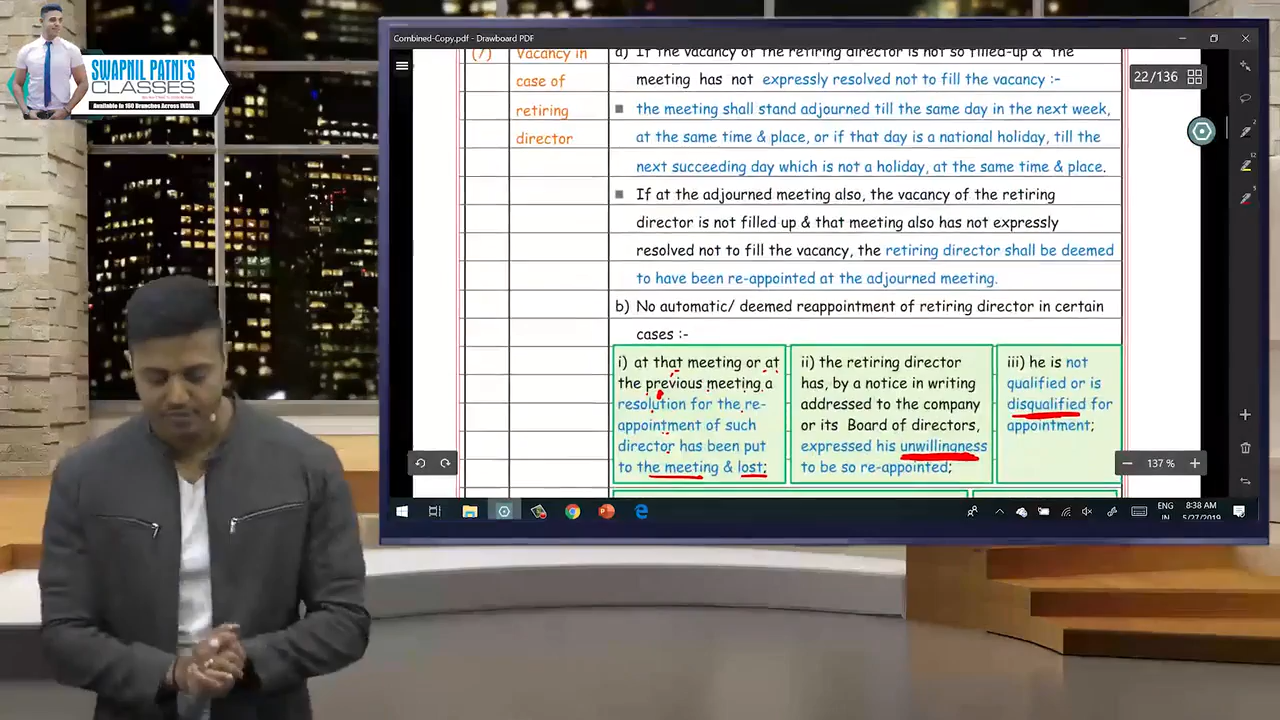 SWAPNIL PATNI'S
CLASSES
Available In 160 Branches Across INDIA
Combined-Copy.pdf - Drawboard PDF
22/136
(7) Vacancy in
case of
retiring
director
a) If the vacancy of the retiring director is not so filled-up & the
meeting has not expressly resolved not to fill the vacancy :-
the meeting shall stand adjourned till the same day in the next week,
at the same time & place, or if that day is a national holiday, till the
next succeeding day which is not a holiday, at the same time & place.
If at the adjourned meeting also, the vacancy of the retiring
director is not filled up & that meeting also has not expressly
resolved not to fill the vacancy, the retiring director shall be deemed
to have been re-appointed at the adjourned meeting.
b) No automatic/ deemed reappointment of retiring director in certain
cases :-
i) at that meeting or at
the previous meeting a
resolution for the re-
appointment of such
director has been put
to the meeting & lost;
ii) the retiring director
has, by a notice in writing
addressed to the company
or its Board of directors,
expressed his unwillingness
to be so re-appointed;
iii) he is not
qualified or is
disqualified for
appointment;
137 %
ENG
IN
8:38 AM
5/27/2019